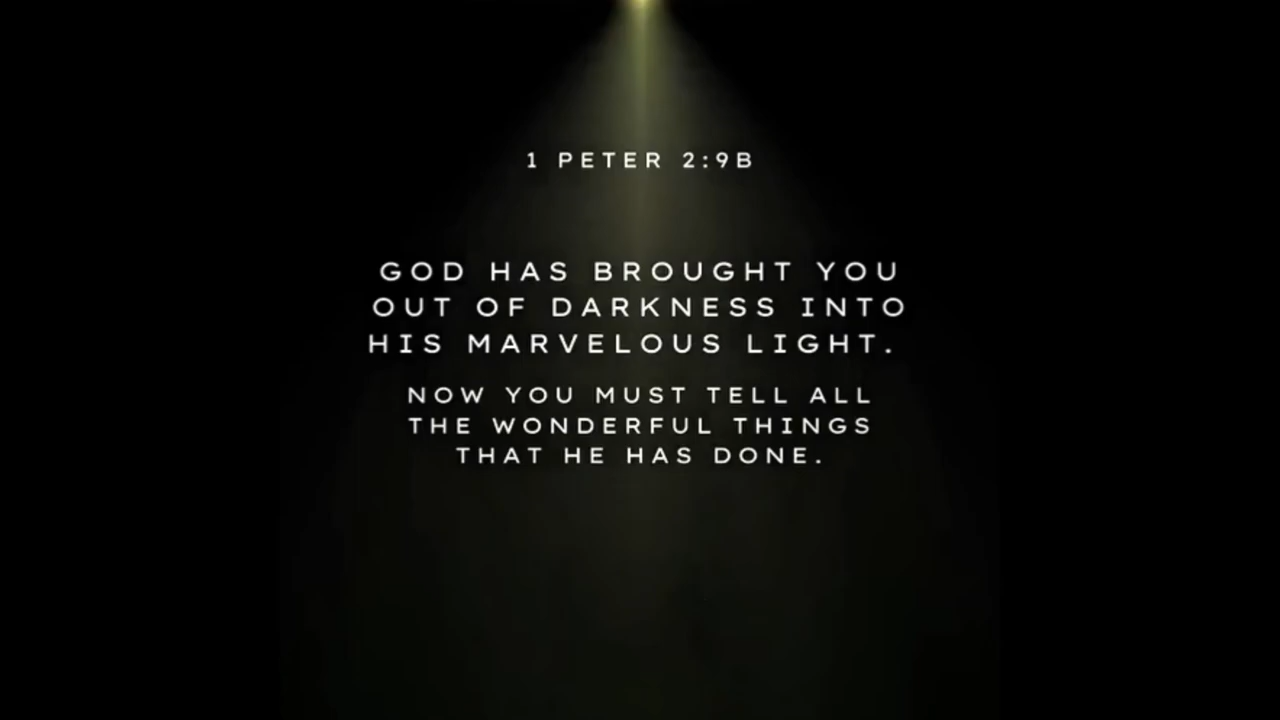 1 PETER 2:9B
GOD HAS BROUGHT YOU
OUT OF DARKNESS INTO
HIS MARVELOUS LIGHT.
NOW YOU MUST TELL ALL
THE WONDERFUL THINGS
THAT HE HAS DONE.